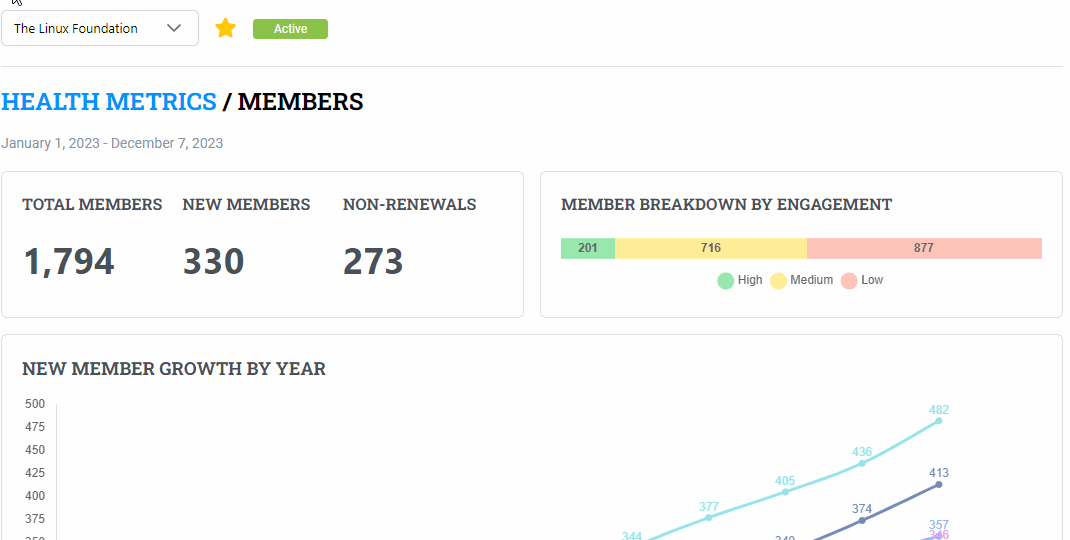 The Linux Foundation
Active
HEALTH METRICS / MEMBERS
January 1, 2023 - December 7, 2023
TOTAL MEMBERS NEW MEMBERS NON-RENEWALS
1,794 330 273
MEMBER BREAKDOWN BY ENGAGEMENT
201 716 877
High Medium Low
NEW MEMBER GROWTH BY YEAR
500
482
475
450
436
425
413
405
400
377
374
375
357
346
344